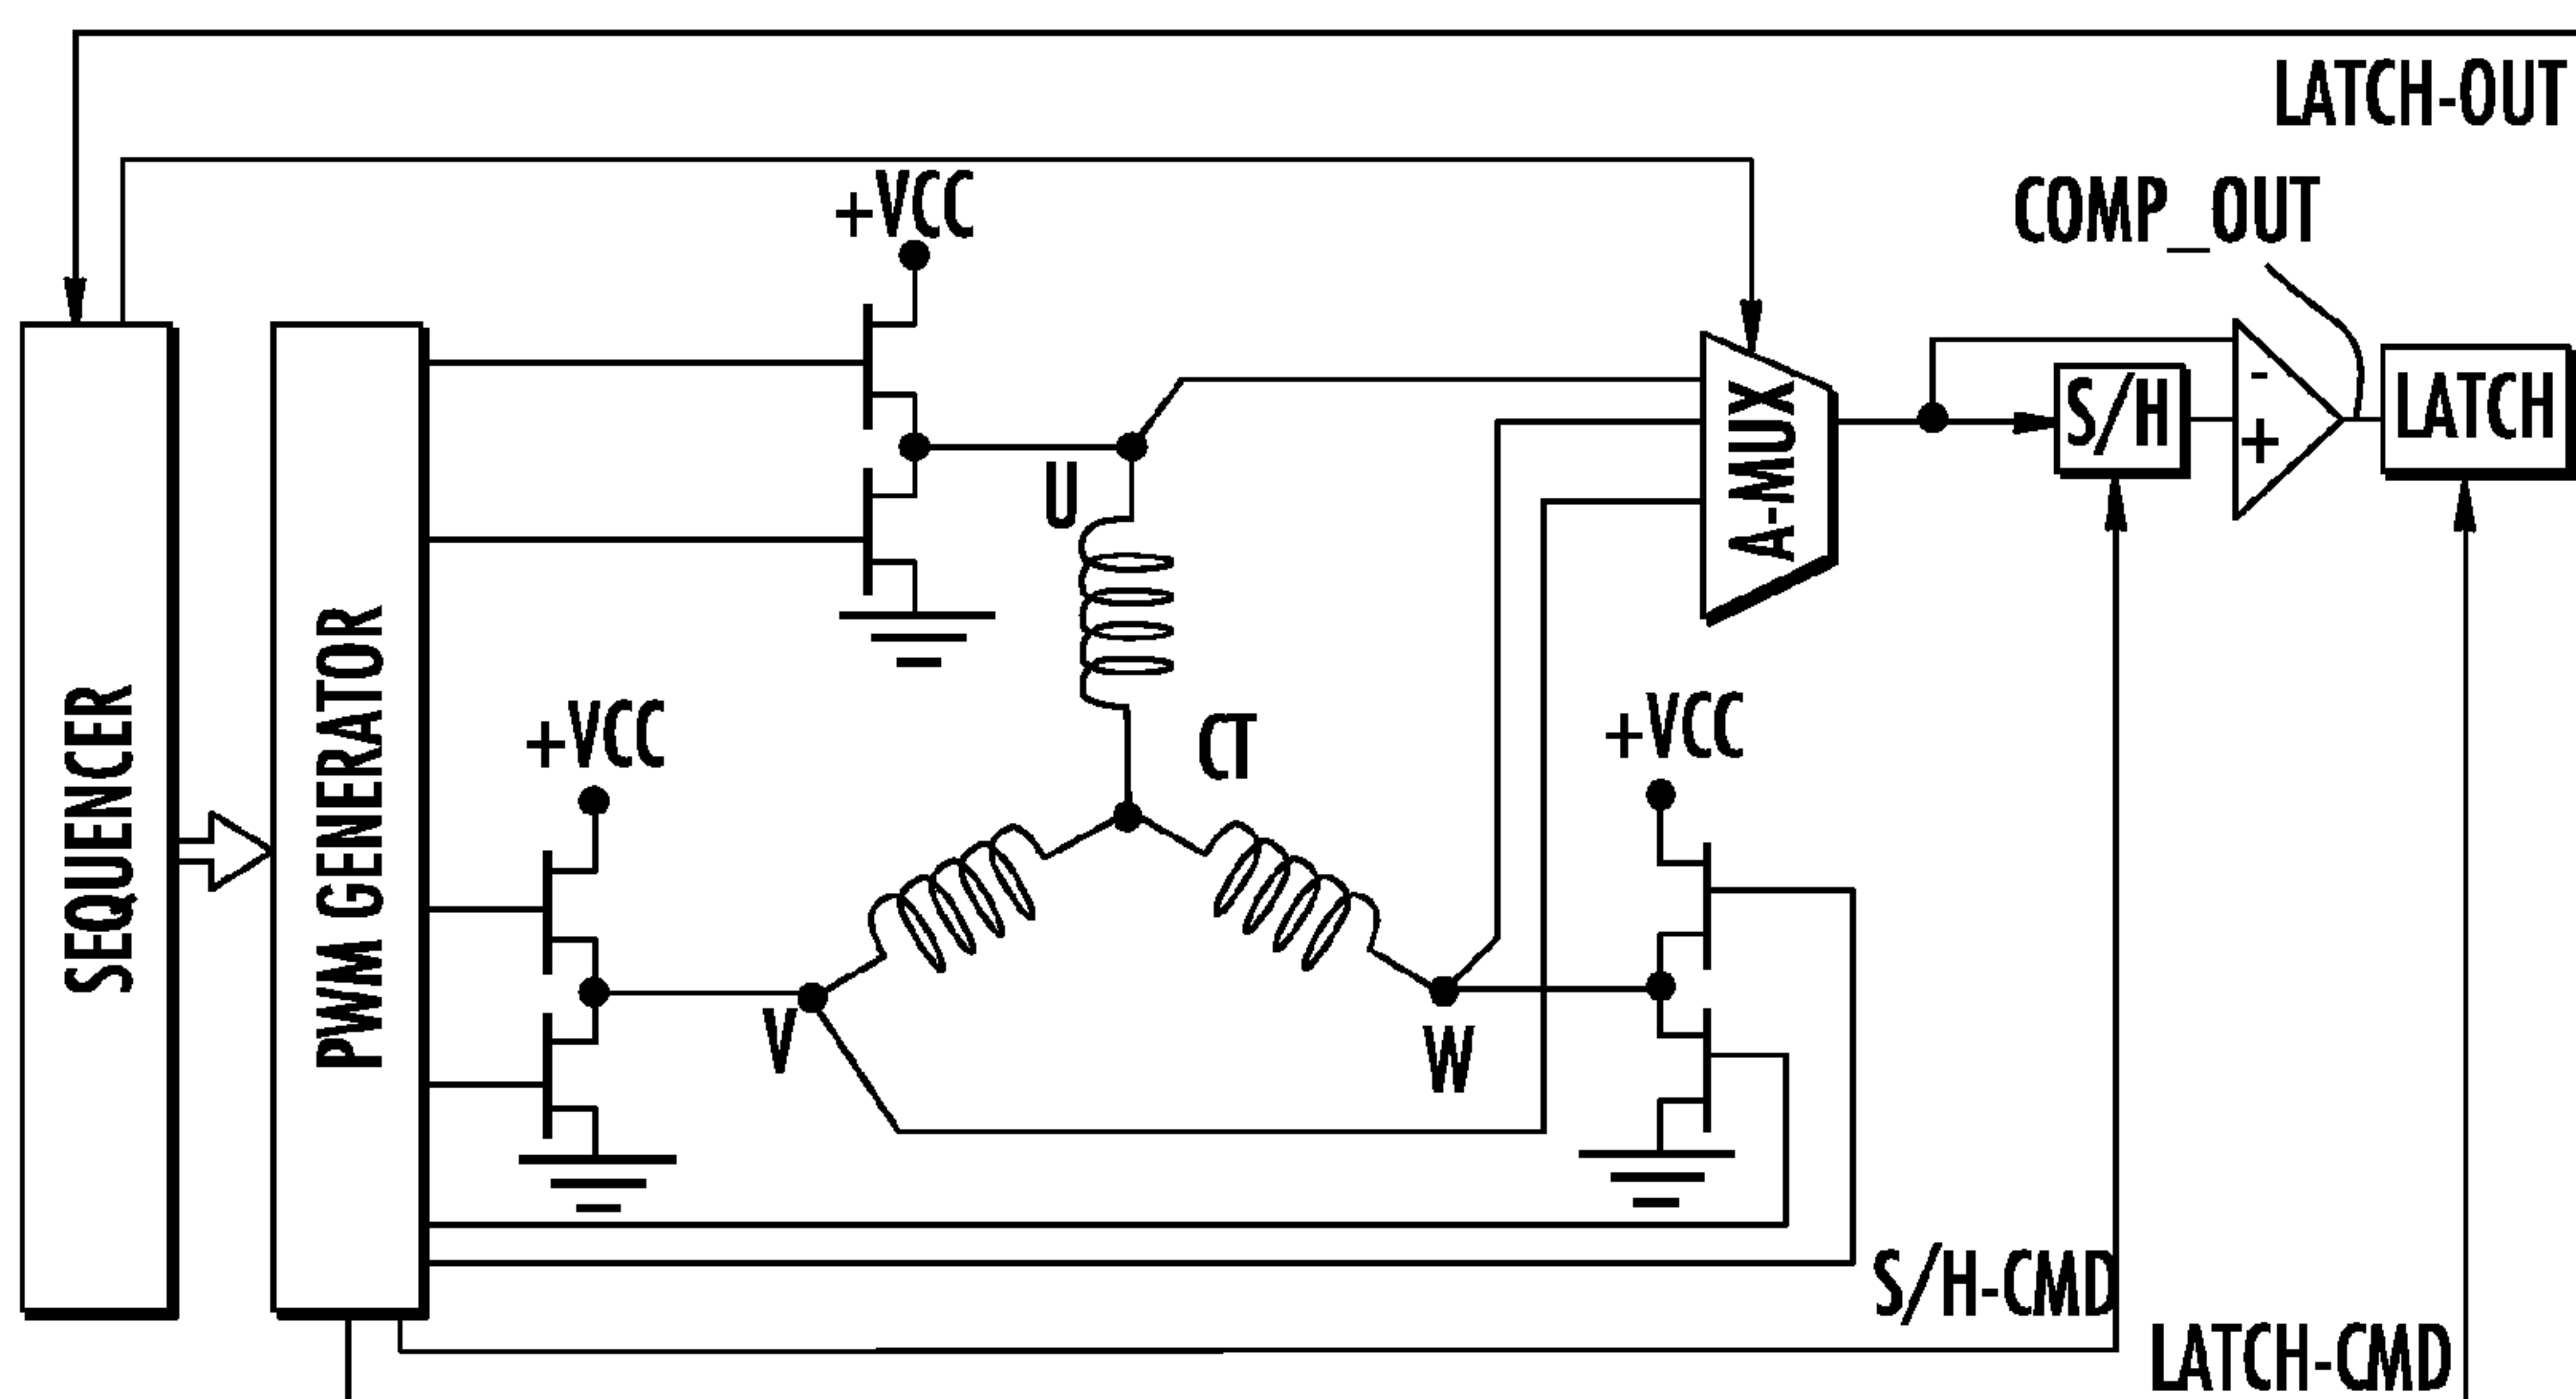 LATCH-OUT
+VCC
COMP_OUT
A-MUX
S/H
-
+
LATCH
U
SEQUENCER
PWM GENERATOR
+VCC
CT
+VCC
V
W
S/H-CMD
LATCH-CMD